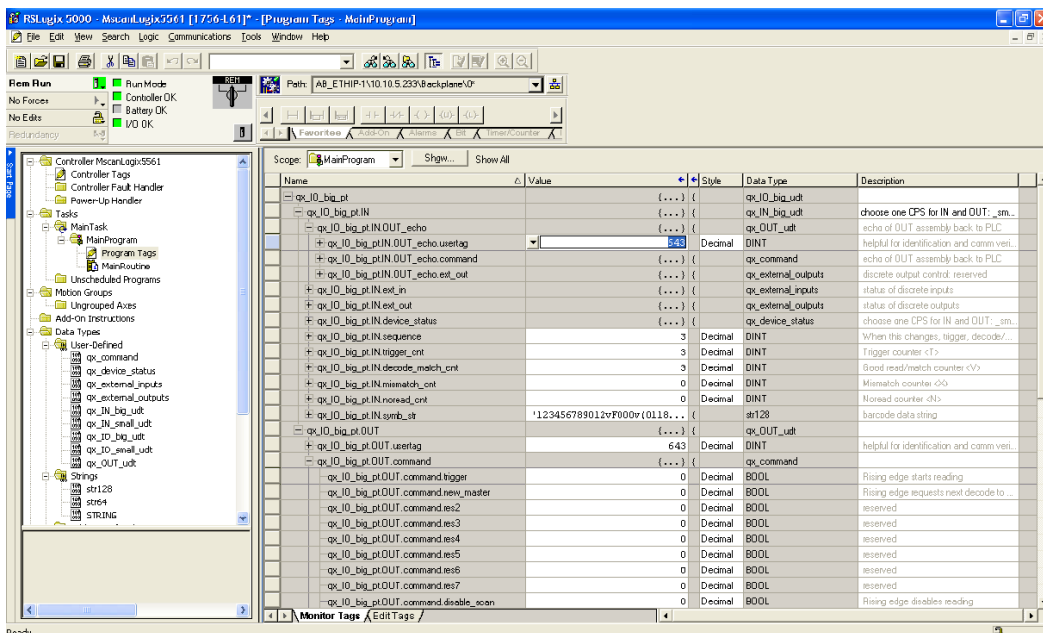 RSLogix 5000 - MscanLogix5561 [1756-L61]* - [Program Tags - MainProgram]
File Edit View Search Logic Communications Tools Window Help
Rem Run
No Forces
No Edits
Redundancy
Run Mode
Controller OK
Battery OK
I/O OK
REM
Path: AB_ETHIP-1\10.10.5.233\Backplane\0*
Favorites Add-On Alarms Bit Timer/Counter
Start Page
Controller MscanLogix5561
Controller Tags
Controller Fault Handler
Power-Up Handler
Tasks
MainTask
MainProgram
Program Tags
MainRoutine
Unscheduled Programs
Motion Groups
Ungrouped Axes
Add-On Instructions
Data Types
User-Defined
qx_command
qx_device_status
qx_external_inputs
qx_external_outputs
qx_IN_big_udt
qx_IN_small_udt
qx_IO_big_udt
qx_IO_small_udt
qx_OUT_udt
Strings
str128
str64
STRING
Scope: MainProgram Show... Show All
Name Value Style Data Type Description
qx_IO_big_pt {...} { qx_IO_big_udt
qx_IO_big_pt.IN {...} { qx_IN_big_udt choose one CPS for IN and OUT: _sm...
qx_IO_big_pt.IN.OUT_echo {...} { qx_OUT_udt echo of OUT assembly back to PLC
qx_IO_big_pt.IN.OUT_echo.usertag 643 Decimal DINT helpful for identification and comm veri...
qx_IO_big_pt.IN.OUT_echo.command {...} { qx_command echo of OUT assembly back to PLC
qx_IO_big_pt.IN.OUT_echo.ext_out {...} { qx_external_outputs discrete output control: reserved
qx_IO_big_pt.IN.ext_in {...} { qx_external_inputs status of discrete inputs
qx_IO_big_pt.IN.ext_out {...} { qx_external_outputs status of discrete outputs
qx_IO_big_pt.IN.device_status {...} { qx_device_status choose one CPS for IN and OUT: _sm...
qx_IO_big_pt.IN.sequence 3 Decimal DINT When this changes, trigger, decode/...
qx_IO_big_pt.IN.trigger_cnt 3 Decimal DINT Trigger counter <T>
qx_IO_big_pt.IN.decode_match_cnt 3 Decimal DINT Good read/match counter <V>
qx_IO_big_pt.IN.mismatch_cnt 0 Decimal DINT Mismatch counter <X>
qx_IO_big_pt.IN.noread_cnt 0 Decimal DINT Noread counter <N>
qx_IO_big_pt.IN.symb_str '123456789012vF000v(0118... { str128 barcode data string
qx_IO_big_pt.OUT {...} { qx_OUT_udt
qx_IO_big_pt.OUT.usertag 643 Decimal DINT helpful for identification and comm veri...
qx_IO_big_pt.OUT.command {...} { qx_command
qx_IO_big_pt.OUT.command.trigger 0 Decimal BOOL Rising edge starts reading
qx_IO_big_pt.OUT.command.new_master 0 Decimal BOOL Rising edge requests next decode to ...
qx_IO_big_pt.OUT.command.res2 0 Decimal BOOL reserved
qx_IO_big_pt.OUT.command.res3 0 Decimal BOOL reserved
qx_IO_big_pt.OUT.command.res4 0 Decimal BOOL reserved
qx_IO_big_pt.OUT.command.res5 0 Decimal BOOL reserved
qx_IO_big_pt.OUT.command.res6 0 Decimal BOOL reserved
qx_IO_big_pt.OUT.command.res7 0 Decimal BOOL reserved
qx_IO_big_pt.OUT.command.disable_scan 0 Decimal BOOL Rising edge disables reading
Monitor Tags Edit Tags
Ready